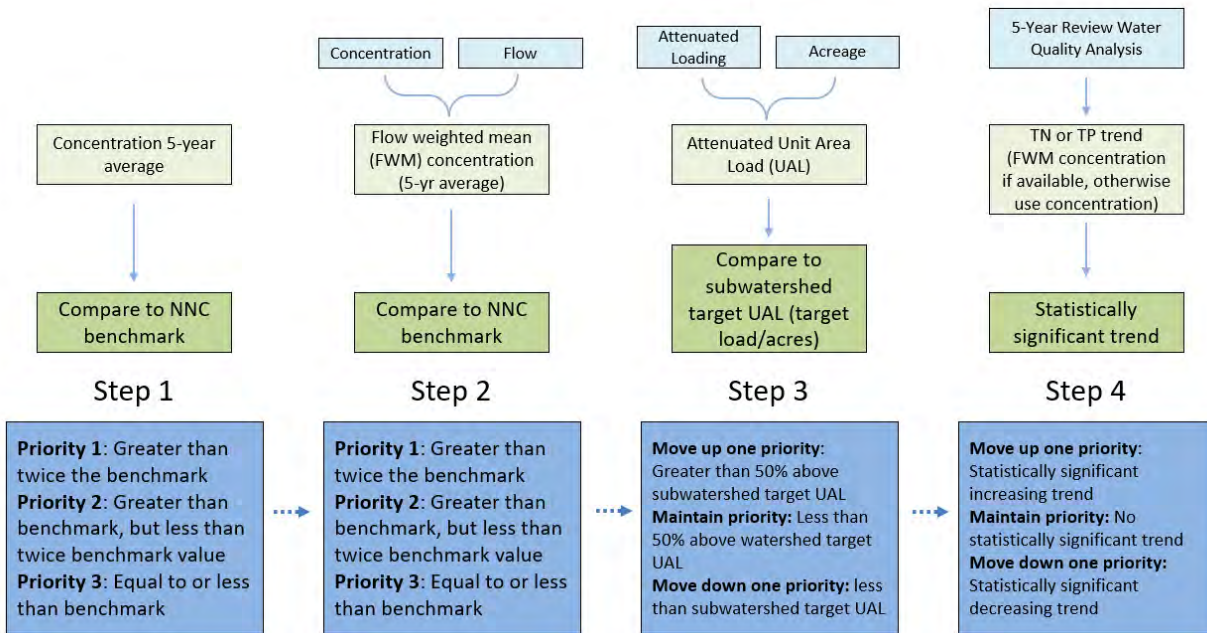 Concentration 5-year
average
Compare to NNC
benchmark
Step 1
Priority 1: Greater than
twice the benchmark
Priority 2: Greater than
benchmark, but less than
twice benchmark value
Priority 3: Equal to or less
than benchmark
Concentration
Flow
Flow weighted mean
(FWM) concentration
(5-yr average)
Compare to NNC
benchmark
Step 2
Priority 1: Greater than
twice the benchmark
Priority 2: Greater than
benchmark, but less than
twice benchmark value
Priority 3: Equal to or less
than benchmark
Attenuated
Loading
Acreage
Attenuated Unit Area
Load (UAL)
Compare to
subwatershed
target UAL (target
load/acres)
Step 3
Move up one priority:
Greater than 50% above
subwatershed target UAL
Maintain priority: Less than
50% above watershed target
UAL
Move down one priority: less
than subwatershed target UAL
5-Year Review Water
Quality Analysis
TN or TP trend
(FWM concentration
if available, otherwise
use concentration)
Statistically
significant trend
Step 4
Move up one priority:
Statistically significant
increasing trend
Maintain priority: No
statistically significant trend
Move down one priority:
Statistically significant
decreasing trend